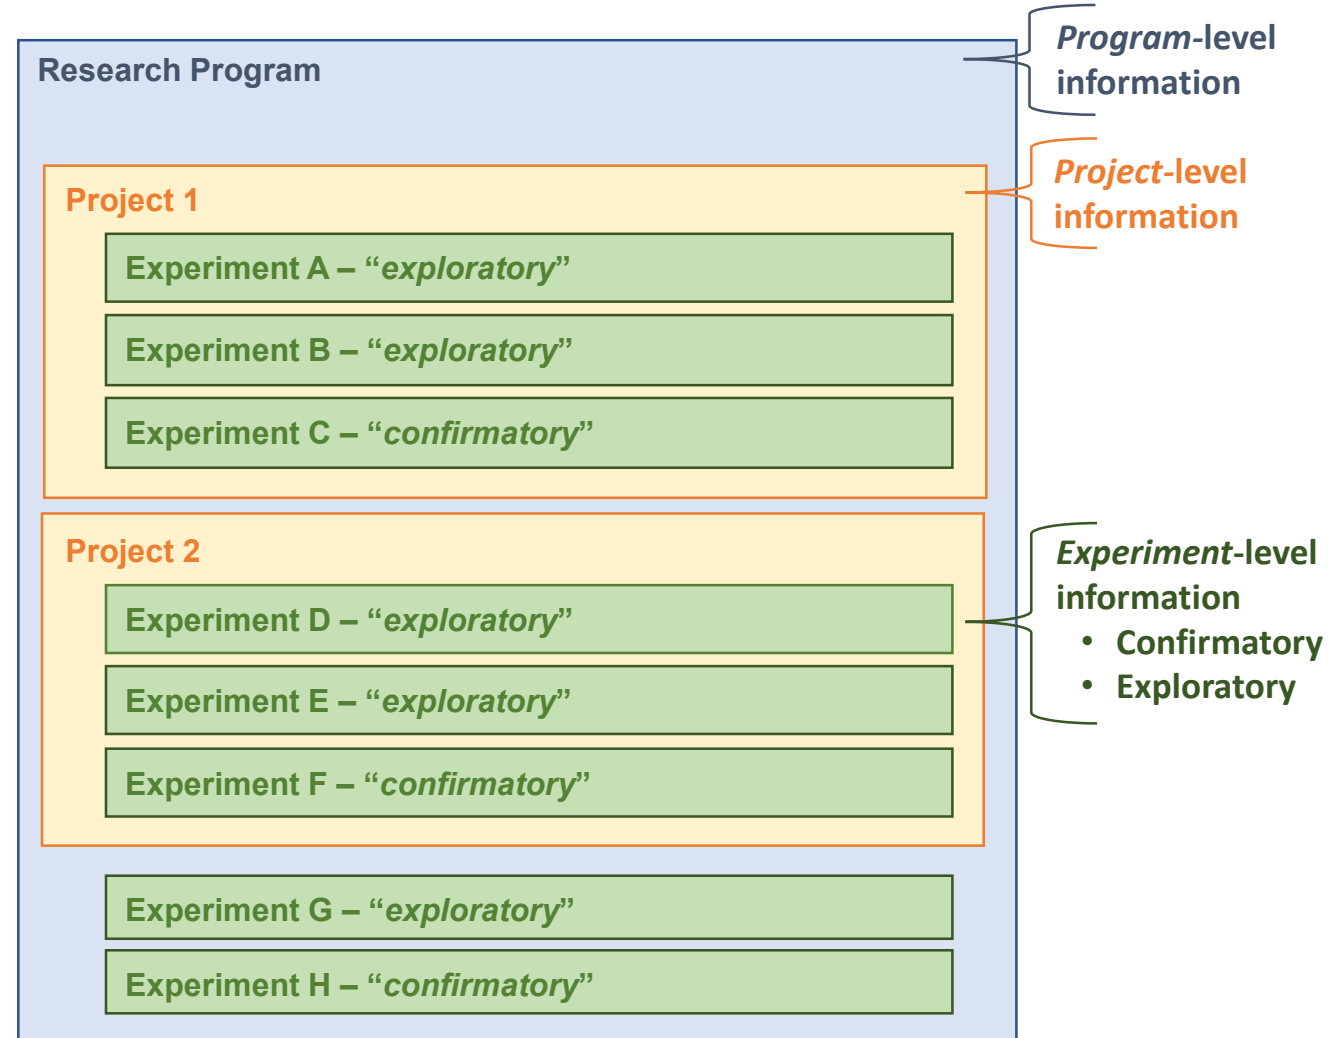 Research Program
Program-level
information
Project 1
Project-level
information
Experiment A – “exploratory”
Experiment B – “exploratory”
Experiment C – “confirmatory”
Project 2
Experiment D – “exploratory”
Experiment E – “exploratory”
Experiment F – “confirmatory”
Experiment-level
information
• Confirmatory
• Exploratory
Experiment G – “exploratory”
Experiment H – “confirmatory”